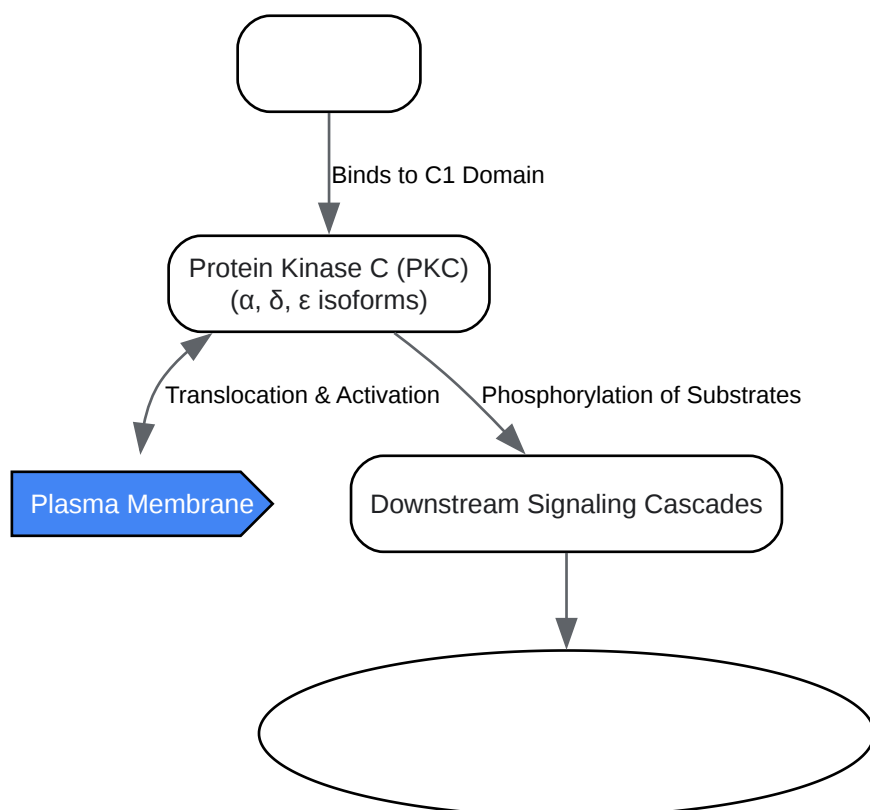 Binds to C1 Domain
Protein Kinase C (PKC)
(α, δ, ε isoforms)
Translocation & Activation
Phosphorylation of Substrates
Plasma Membrane
Downstream Signaling Cascades